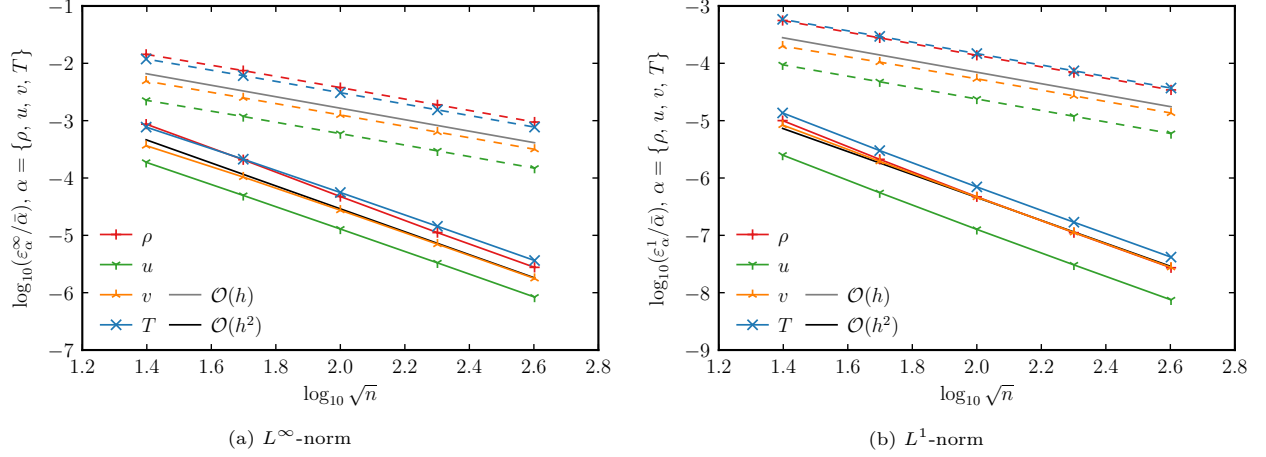 log₁₀(ε_α^∞/ᾱ), α = {ρ, u, v, T}
−1
−2
−3
−4
−5
−6
−7
ρ
u
v
T
O(h)
O(h²)
1.2 1.4 1.6 1.8 2.0 2.2 2.4 2.6 2.8
log₁₀ √n
(a) L^∞-norm
log₁₀(ε_α^1/ᾱ), α = {ρ, u, v, T}
−3
−4
−5
−6
−7
−8
−9
ρ
u
v
T
O(h)
O(h²)
1.2 1.4 1.6 1.8 2.0 2.2 2.4 2.6 2.8
log₁₀ √n
(b) L¹-norm